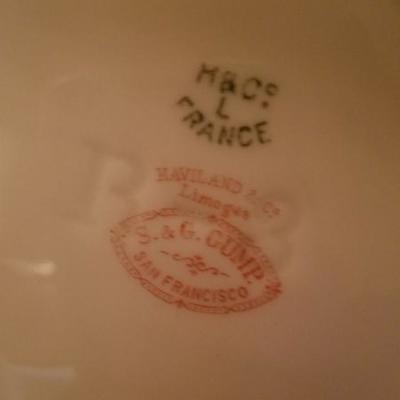 H&Co
L
FRANCE
HAVILAND & Co
Limoges
S. & G. GUMP.
SAN FRANCISCO